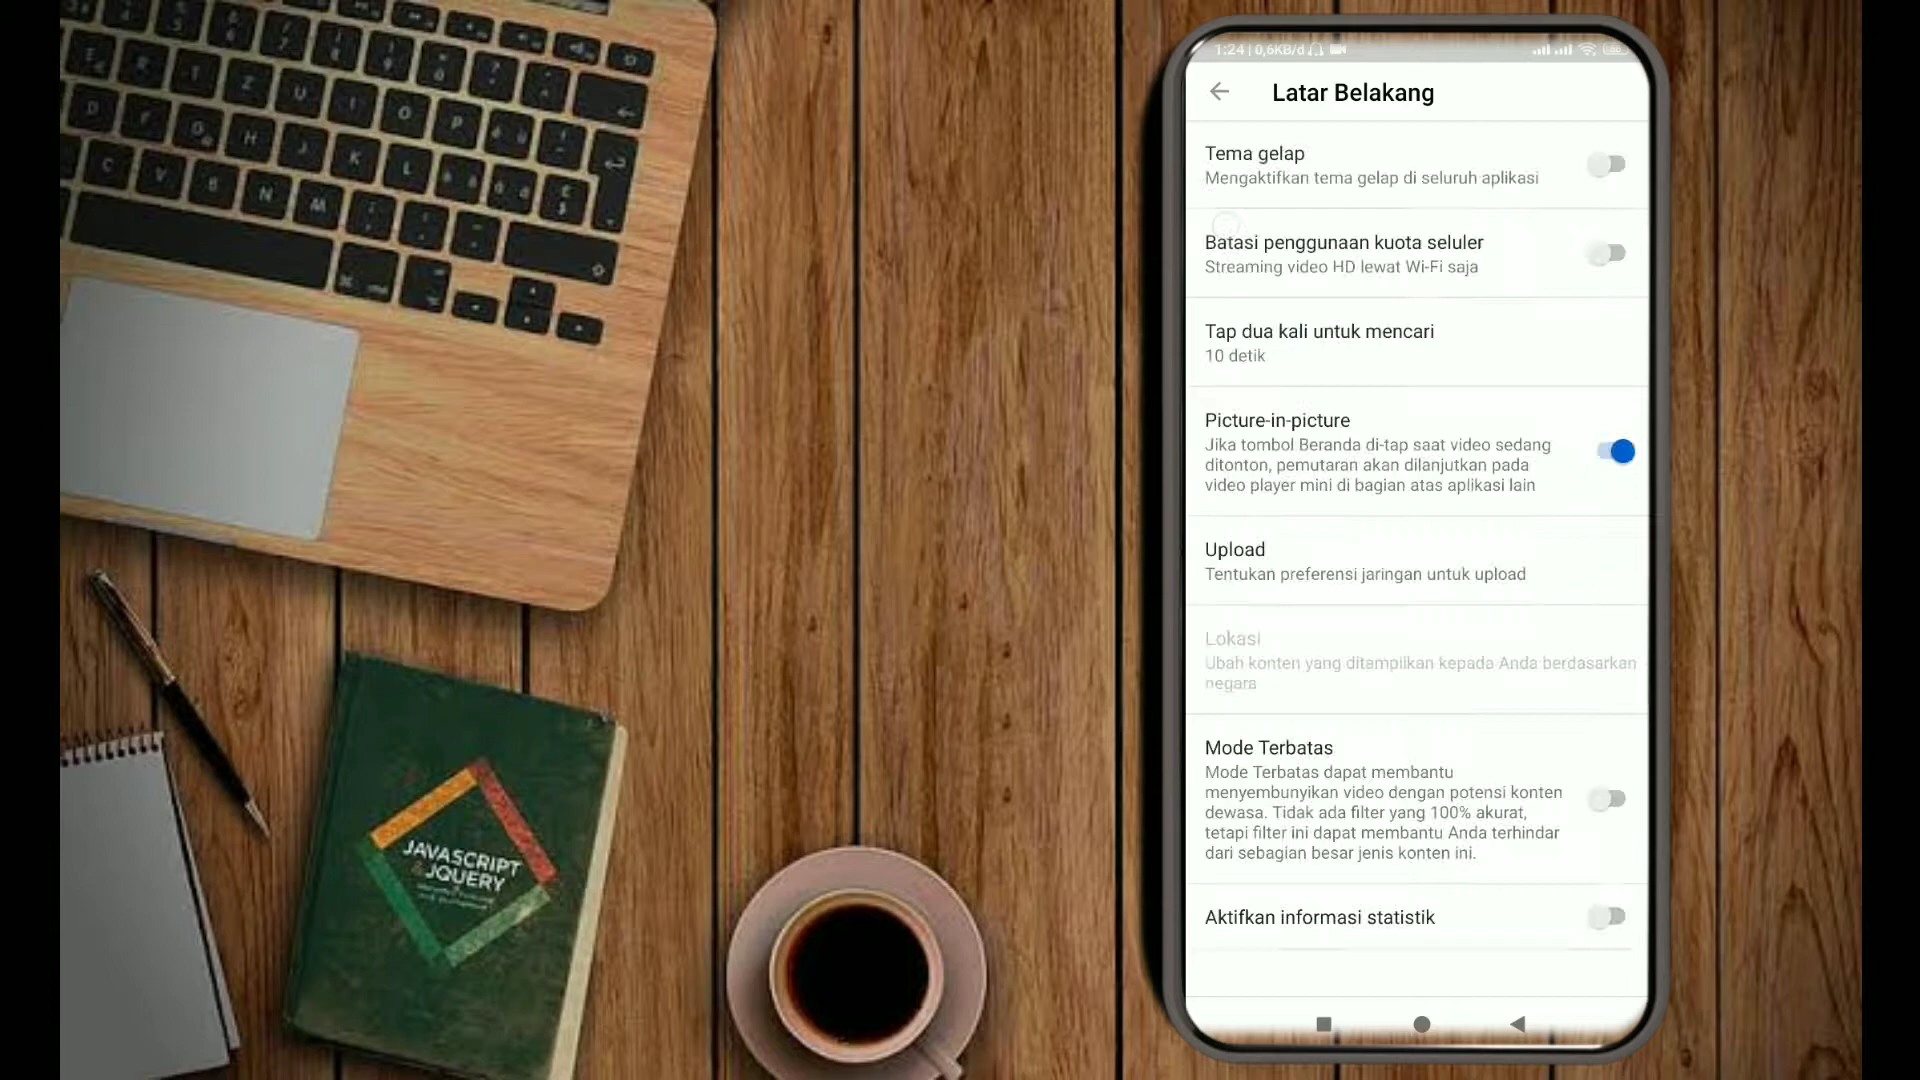 1:24 | 0,6KB/d
Latar Belakang
Tema gelap
Mengaktifkan tema gelap di seluruh aplikasi
Batasi penggunaan kuota seluler
Streaming video HD lewat Wi-Fi saja
Tap dua kali untuk mencari
10 detik
Picture-in-picture
Jika tombol Beranda di-tap saat video sedang
ditonton, pemutaran akan dilanjutkan pada
video player mini di bagian atas aplikasi lain
Upload
Tentukan preferensi jaringan untuk upload
Lokasi
Ubah konten yang ditampilkan kepada Anda berdasarkan
negara
Mode Terbatas
Mode Terbatas dapat membantu
menyembunyikan video dengan potensi konten
dewasa. Tidak ada filter yang 100% akurat,
tetapi filter ini dapat membantu Anda terhindar
dari sebagian besar jenis konten ini.
Aktifkan informasi statistik
JAVASCRIPT
& JQUERY